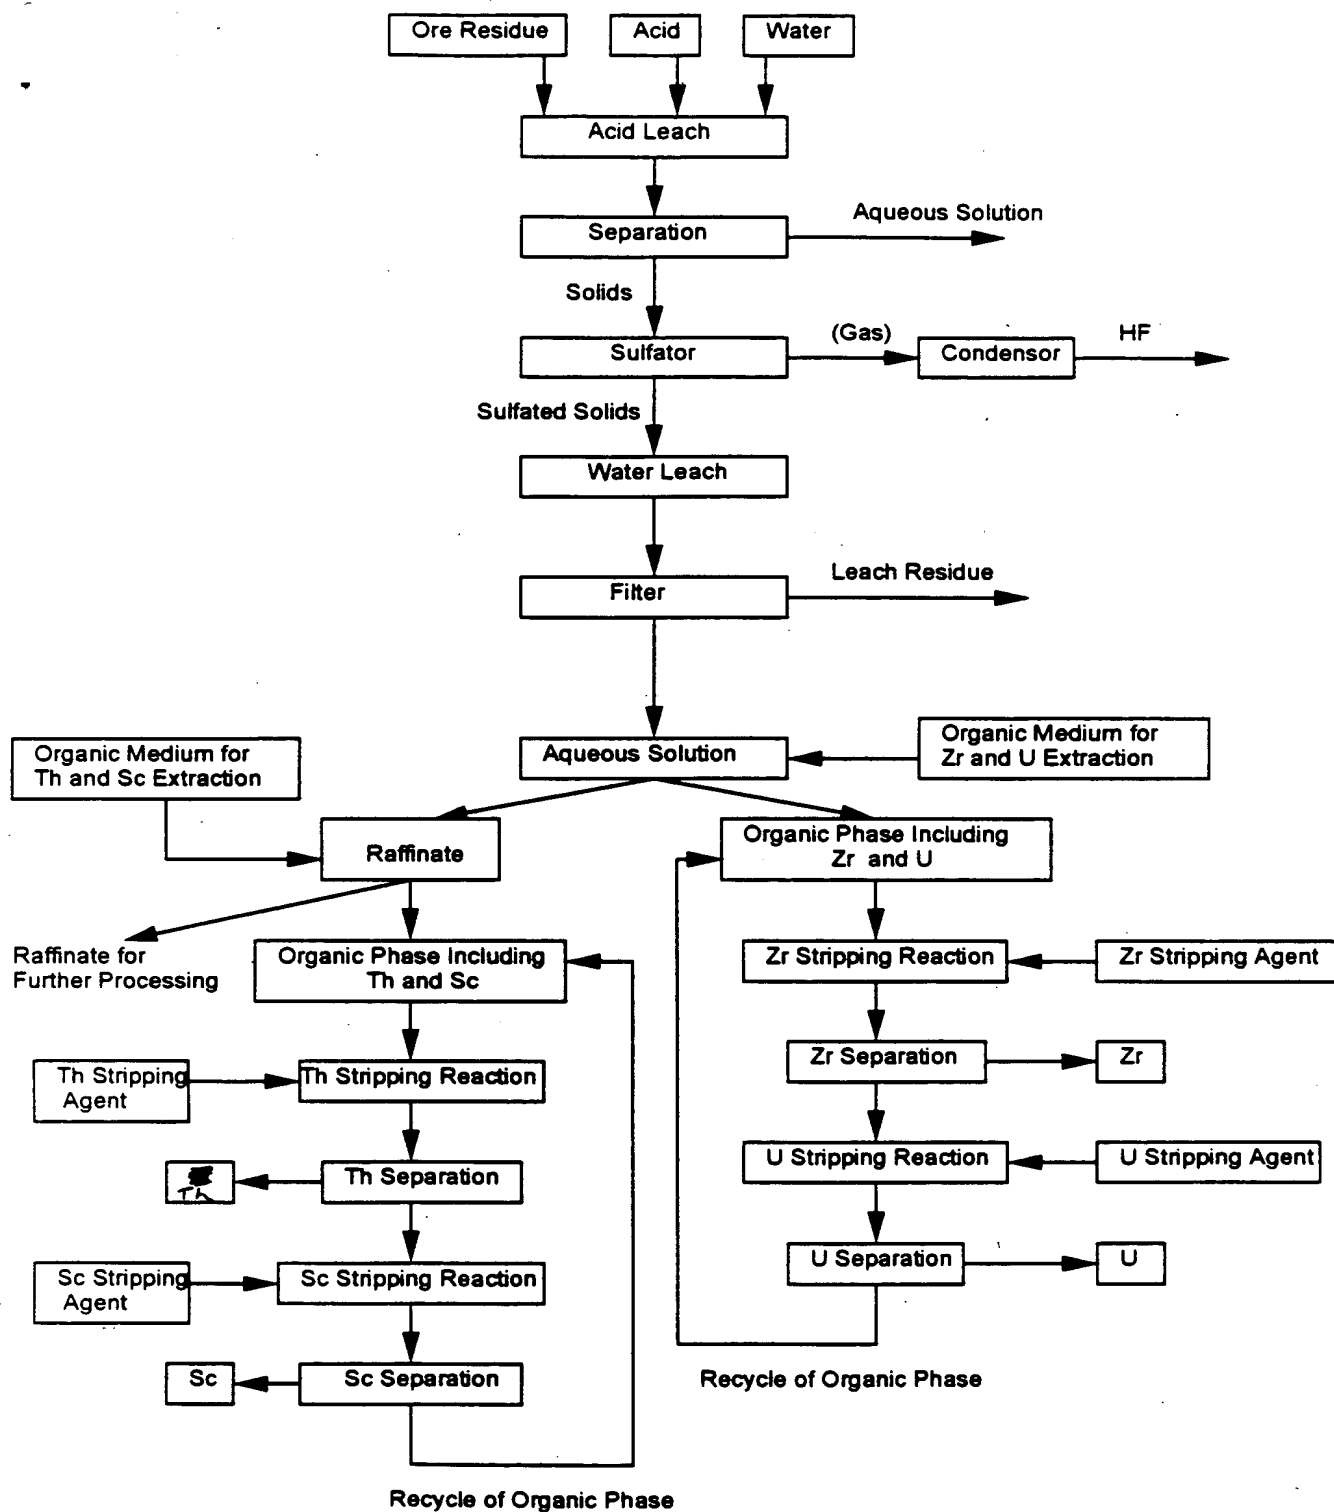 Ore Residue
Acid
Water
Acid Leach
Separation
Aqueous Solution
Solids
Sulfator
(Gas)
Condensor
HF
Sulfated Solids
Water Leach
Filter
Leach Residue
Organic Medium for
Th and Sc Extraction
Aqueous Solution
Organic Medium for
Zr and U Extraction
Raffinate
Organic Phase Including
Zr and U
Raffinate for
Further Processing
Organic Phase Including
Th and Sc
Zr Stripping Reaction
Zr Stripping Agent
Th Stripping
Agent
Th Stripping Reaction
Zr Separation
Zr
Th
Th Separation
U Stripping Reaction
U Stripping Agent
Sc Stripping
Agent
Sc Stripping Reaction
U Separation
U
Sc
Sc Separation
Recycle of Organic Phase
Recycle of Organic Phase